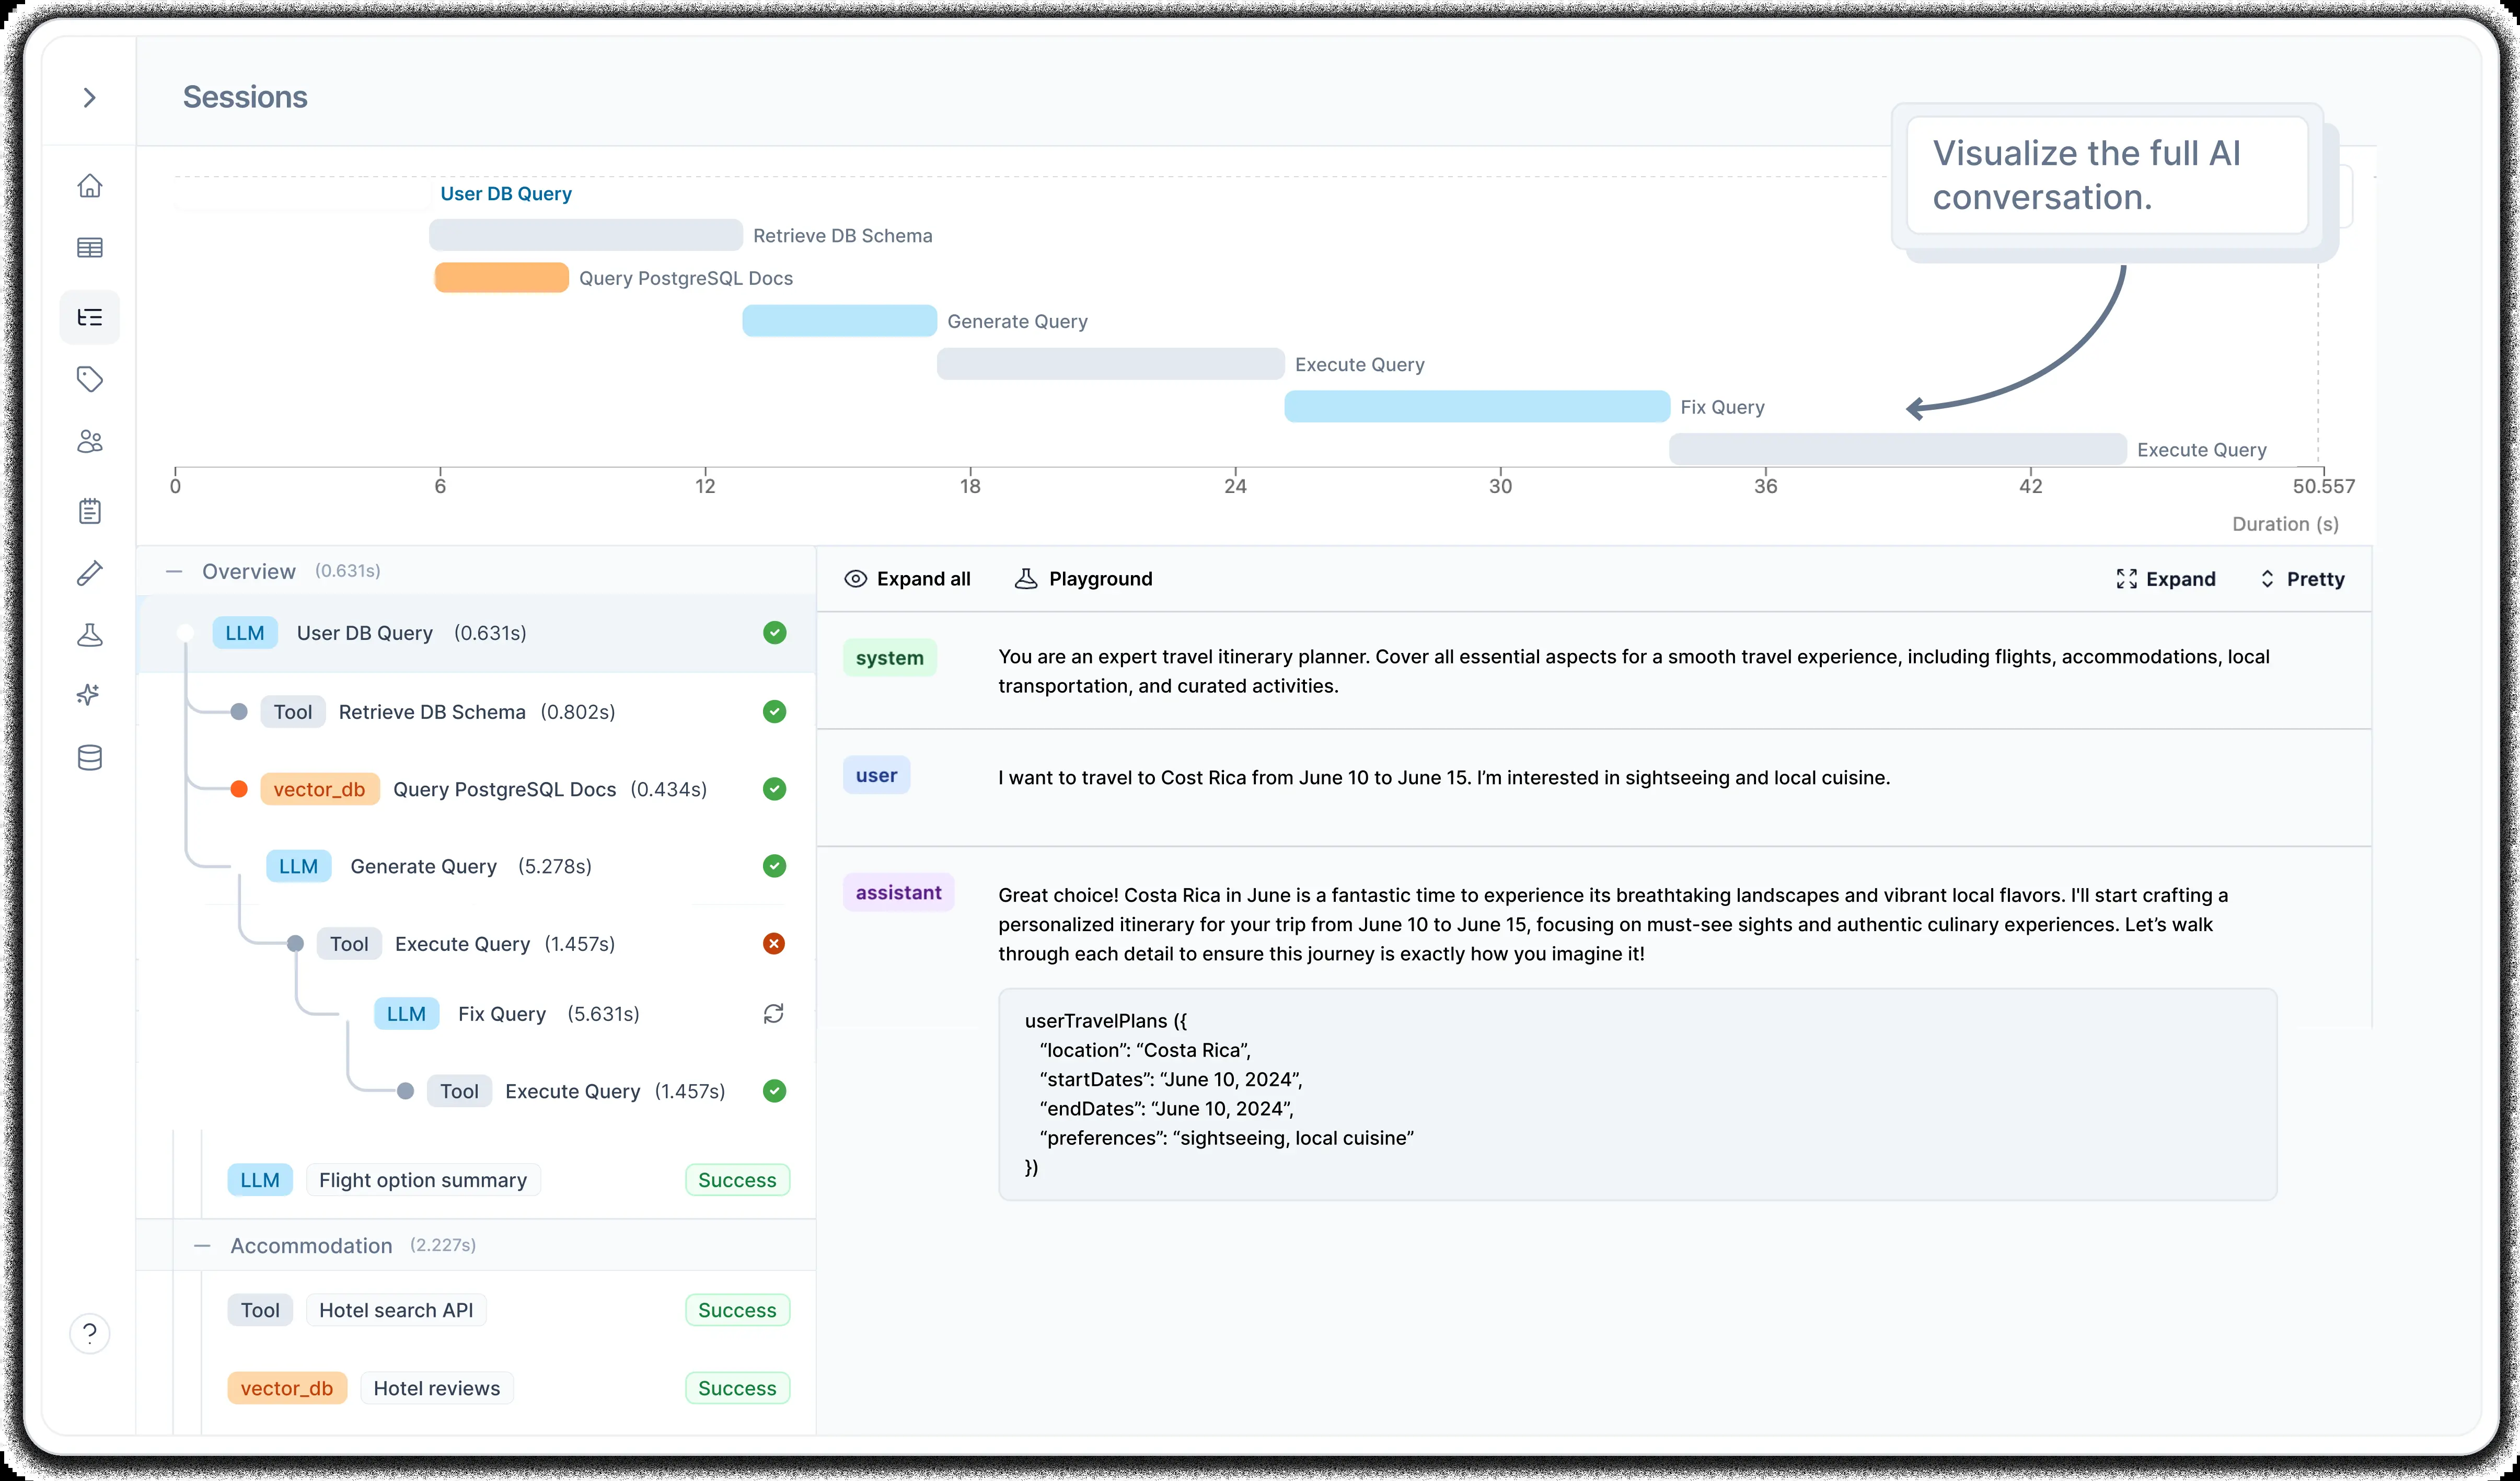 Sessions
Visualize the full AI
conversation.
User DB Query
Retrieve DB Schema
Query PostgreSQL Docs
Generate Query
Execute Query
Fix Query
Execute Query
0 6 12 18 24 30 36 42 50.557
Duration (s)
Overview (0.631s)
LLM User DB Query (0.631s)
Tool Retrieve DB Schema (0.802s)
vector_db Query PostgreSQL Docs (0.434s)
LLM Generate Query (5.278s)
Tool Execute Query (1.457s)
LLM Fix Query (5.631s)
Tool Execute Query (1.457s)
LLM Flight option summary Success
Accommodation (2.227s)
Tool Hotel search API Success
vector_db Hotel reviews Success
?
Expand all Playground Expand Pretty
system
You are an expert travel itinerary planner. Cover all essential aspects for a smooth travel experience, including flights, accommodations, local
transportation, and curated activities.
user
I want to travel to Cost Rica from June 10 to June 15. I’m interested in sightseeing and local cuisine.
assistant
Great choice! Costa Rica in June is a fantastic time to experience its breathtaking landscapes and vibrant local flavors. I'll start crafting a
personalized itinerary for your trip from June 10 to June 15, focusing on must-see sights and authentic culinary experiences. Let’s walk
through each detail to ensure this journey is exactly how you imagine it!
userTravelPlans ({
“location”: “Costa Rica”,
“startDates”: “June 10, 2024”,
“endDates”: “June 10, 2024”,
“preferences”: “sightseeing, local cuisine”
})